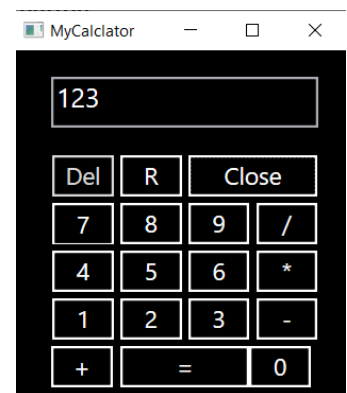 MyCalclator
123
Del R Close
7 8 9 /
4 5 6 *
1 2 3 -
+ = 0